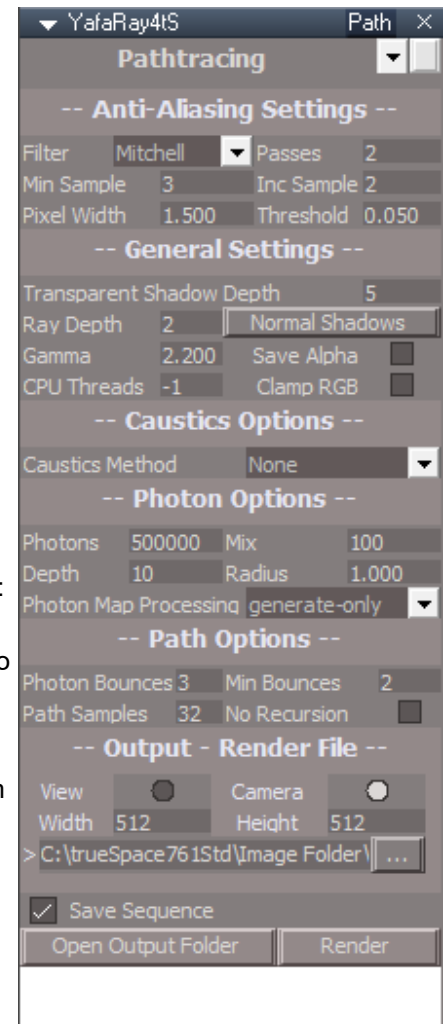 YafaRay4tS Path ×
Pathtracing
-- Anti-Aliasing Settings --
Filter Mitchell Passes 2
Min Sample 3 Inc Sample 2
Pixel Width 1.500 Threshold 0.050
-- General Settings --
Transparent Shadow Depth 5
Ray Depth 2 Normal Shadows
Gamma 2.200 Save Alpha
CPU Threads -1 Clamp RGB
-- Caustics Options --
Caustics Method None
-- Photon Options --
Photons 500000 Mix 100
Depth 10 Radius 1.000
Photon Map Processing generate-only
-- Path Options --
Photon Bounces 3 Min Bounces 2
Path Samples 32 No Recursion
-- Output - Render File --
View Camera
Width 512 Height 512
> C:\trueSpace761Std\Image Folder\ ...
Save Sequence
Open Output Folder Render